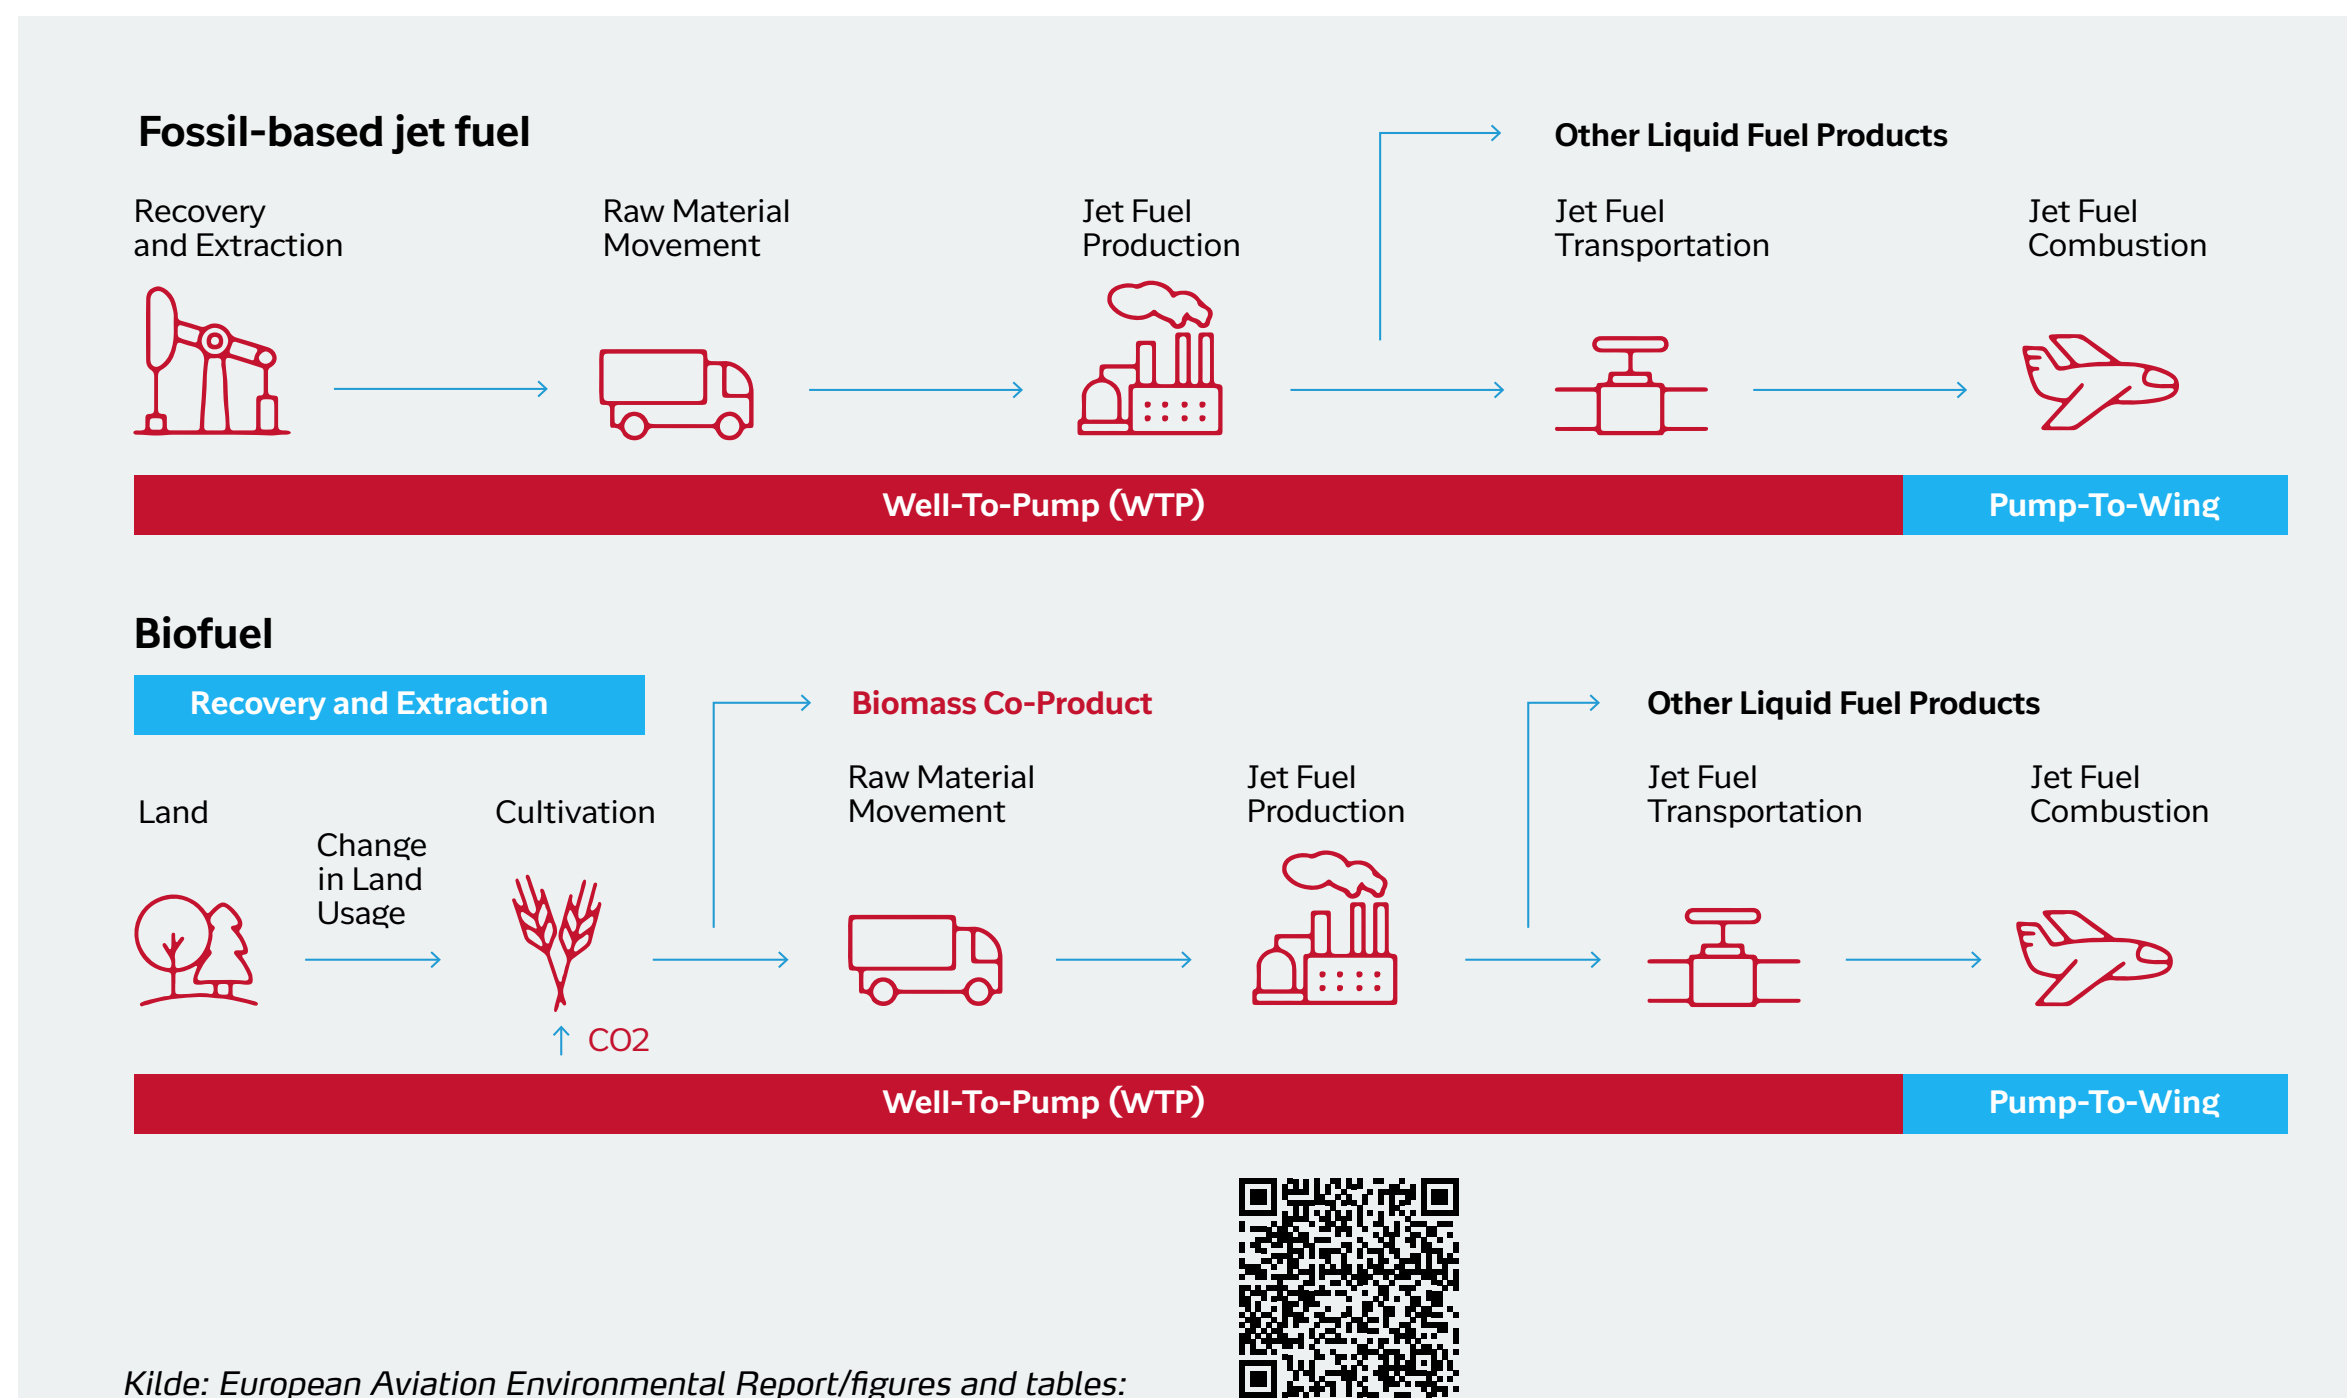 Fossil-based jet fuel
Other Liquid Fuel Products
Recovery
and Extraction
Raw Material
Movement
Jet Fuel
Production
Jet Fuel
Transportation
Jet Fuel
Combustion
Well-To-Pump (WTP)
Pump-To-Wing
Biofuel
Recovery and Extraction
Biomass Co-Product
Other Liquid Fuel Products
Land
Change
in Land
Usage
Cultivation
Raw Material
Movement
Jet Fuel
Production
Jet Fuel
Transportation
Jet Fuel
Combustion
CO2
Well-To-Pump (WTP)
Pump-To-Wing
Kilde: European Aviation Environmental Report/figures and tables: